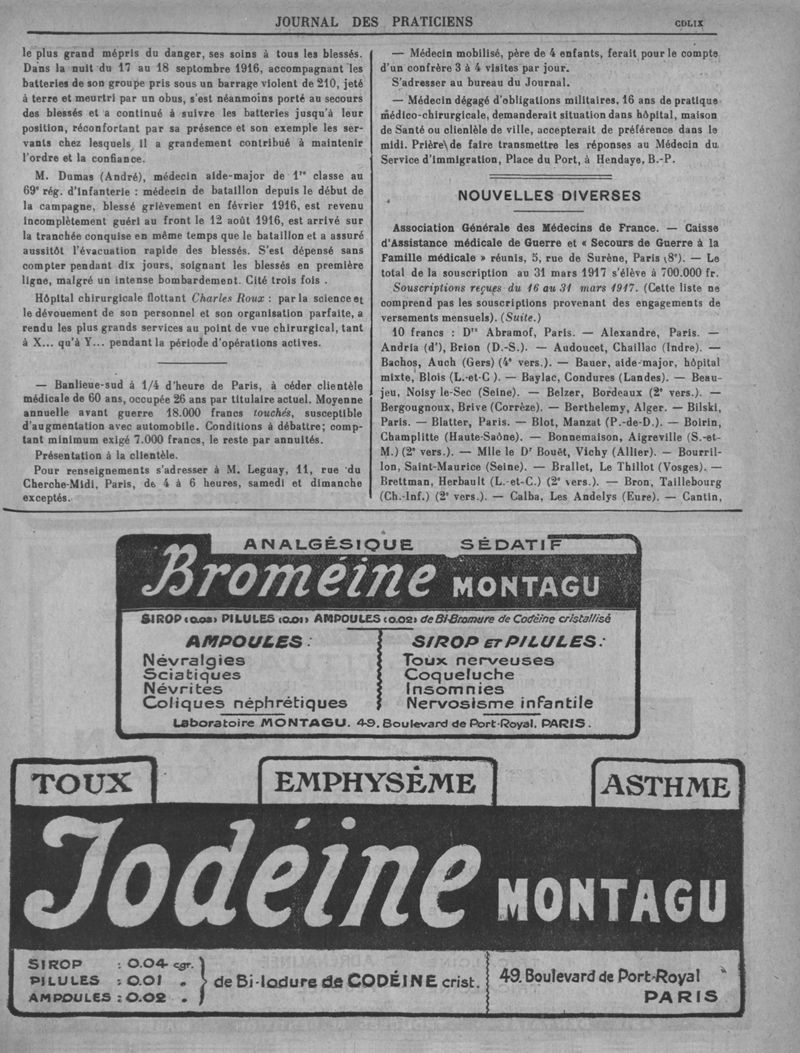 JOURNAL DES PRATICIENS
CDLIX
le plus grand mépris du danger, ses soins à tous les blessés.
Dans la nuit du 17 au 18 septembre 1916, accompagnant les
batteries de son groupe pris sous un barrage violent de 210, jeté
à terre et meurtri par un obus, s'est néanmoins porté au secours
des blessés et a continué à suivre les batteries jusqu'à leur
position, réconfortant par sa présence et son exemple les ser-
vants chez lesquels il a grandement contribué à maintenir
l'ordre et la confiance.
M. Dumas (André), médecin aide-major de 1re classe au
69e rég. d'infanterie : médecin de bataillon depuis le début de
la campagne, blessé grièvement en février 1916, est revenu
incomplètement guéri au front le 12 août 1916, est arrivé sur
la tranchée conquise en même temps que le bataillon et a assuré
aussitôt l'évacuation rapide des blessés. S'est dépensé sans
compter pendant dix jours, soignant les blessés en première
ligne, malgré un intense bombardement. Cité trois fois .
Hôpital chirurgicale flottant Charles Roux : par la science et
le dévouement de son personnel et son organisation parfaite, a
rendu les plus grands services au point de vue chirurgical, tant
à X... qu'à Y... pendant la période d'opérations actives.
— Banlieue-sud à 1/4 d'heure de Paris, à céder clientèle
médicale de 60 ans, occupée 26 ans par titulaire actuel. Moyenne
annuelle avant guerre 18.000 francs touchés, susceptible
d'augmentation avec automobile. Conditions à débattre; comp-
tant minimum exigé 7.000 francs, le reste par annuités.
Présentation à la clientèle.
Pour renseignements s'adresser à M. Leguay, 11, rue du
Cherche-Midi, Paris, de 4 à 6 heures, samedi et dimanche
exceptés.
— Médecin mobilisé, père de 4 enfants, ferait pour le compte
d'un confrère 3 à 4 visites par jour.
S'adresser au bureau du Journal.
— Médecin dégagé d'obligations militaires, 16 ans de pratique
médico-chirurgicale, demanderait situation dans hôpital, maison
de Santé ou clienlèle de ville, accepterait de préférence dans le
midi. Prière de faire transmettre les réponses au Médecin du
Service d'immigration, Place du Port, à Hendaye, B.-P.
NOUVELLES DIVERSES
Association Générale des Médecins de France. — Caisse
d'Assistance médicale de Guerre et « Secours de Guerre à la
Famille médicale » réunis, 5, rue de Surène, Paris (8e). — Le
total de la souscription au 31 mars 1917 s'élève à 700.000 fr.
Souscriptions reçues du 16 au 31 mars 1917. (Cette liste ne
comprend pas les souscriptions provenant des engagements de
versements mensuels). (Suite.)
10 francs : Drs Abramof, Paris. — Alexandre, Paris. —
Andria (d'), Brion (D.-S.). — Audoucet, Chaillac (Indre). —
Bachos, Auch (Gers) (4e vers.). — Bauer, aide-major, hôpital
mixte, Blois (L.-et-C ). — Baylac, Condures (Landes). — Beau-
jeu, Noisy le-Sec (Seine). — Belzer, Bordeaux (2e vers.). —
Bergougnoux, Brive (Corrèze). — Berthelemy, Alger. — Bilski,
Paris. — Blatter, Paris. — Blot, Manzat (P.-de-D.). — Boirin,
Champlitte (Haute-Saône). — Bonnemaison, Aigreville (S.-et-
M.) (2e vers.). — Mlle le Dr Bouët, Vichy (Allier). — Bourril-
lon, Saint-Maurice (Seine). — Brallet, Le Thillot (Vosges). —
Brettman, Herbault (L.-et-C.) (2e vers.). — Bron, Taillebourg
(Ch.-Inf.) (2e vers.). — Calba, Les Andelys (Eure). — Cantin,
ANALGÉSIQUE SÉDATIF
Broméine MONTAGU
SIROP (0.03) PILULES (0.01) AMPOULES (0.02) de Bi-Bromure de Codéine cristallisé
AMPOULES :
Névralgies
Sciatiques
Névrites
Coliques néphrétiques
SIROP ET PILULES :
Toux nerveuses
Coqueluche
Insomnies
Nervosisme infantile
Laboratoire MONTAGU. 49. Boulevard de Port-Royal. PARIS.
TOUX
EMPHYSÊME
ASTHME
Iodéine MONTAGU
SIROP : 0.04 cgr.
PILULES : 0.01 "
AMPOULES : 0.02 "
de Bi-Iodure de CODÉINE crist.
49. Boulevard de Port-Royal
PARIS